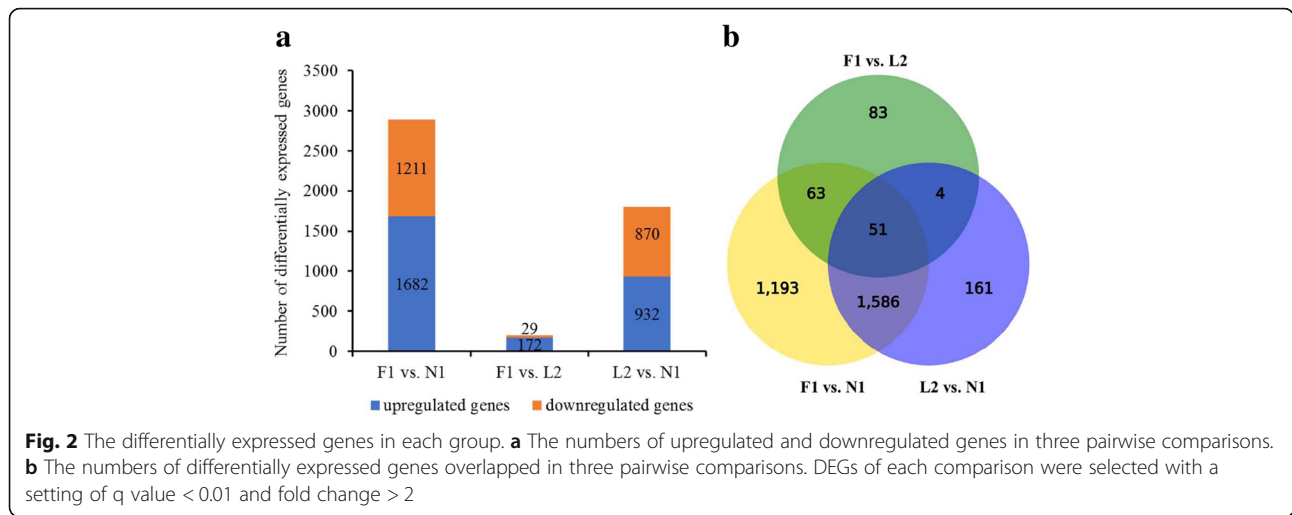 a
3500
3000
2500
2000
1500
1000
500
0
Number of differentially expressed genes
1211
1682
29
172
870
932
F1 vs. N1
F1 vs. L2
L2 vs. N1
upregulated genes
downregulated genes
b
F1 vs. L2
83
63
4
51
1,193
1,586
161
F1 vs. N1
L2 vs. N1
Fig. 2 The differentially expressed genes in each group. a The numbers of upregulated and downregulated genes in three pairwise comparisons.
b The numbers of differentially expressed genes overlapped in three pairwise comparisons. DEGs of each comparison were selected with a
setting of q value < 0.01 and fold change > 2